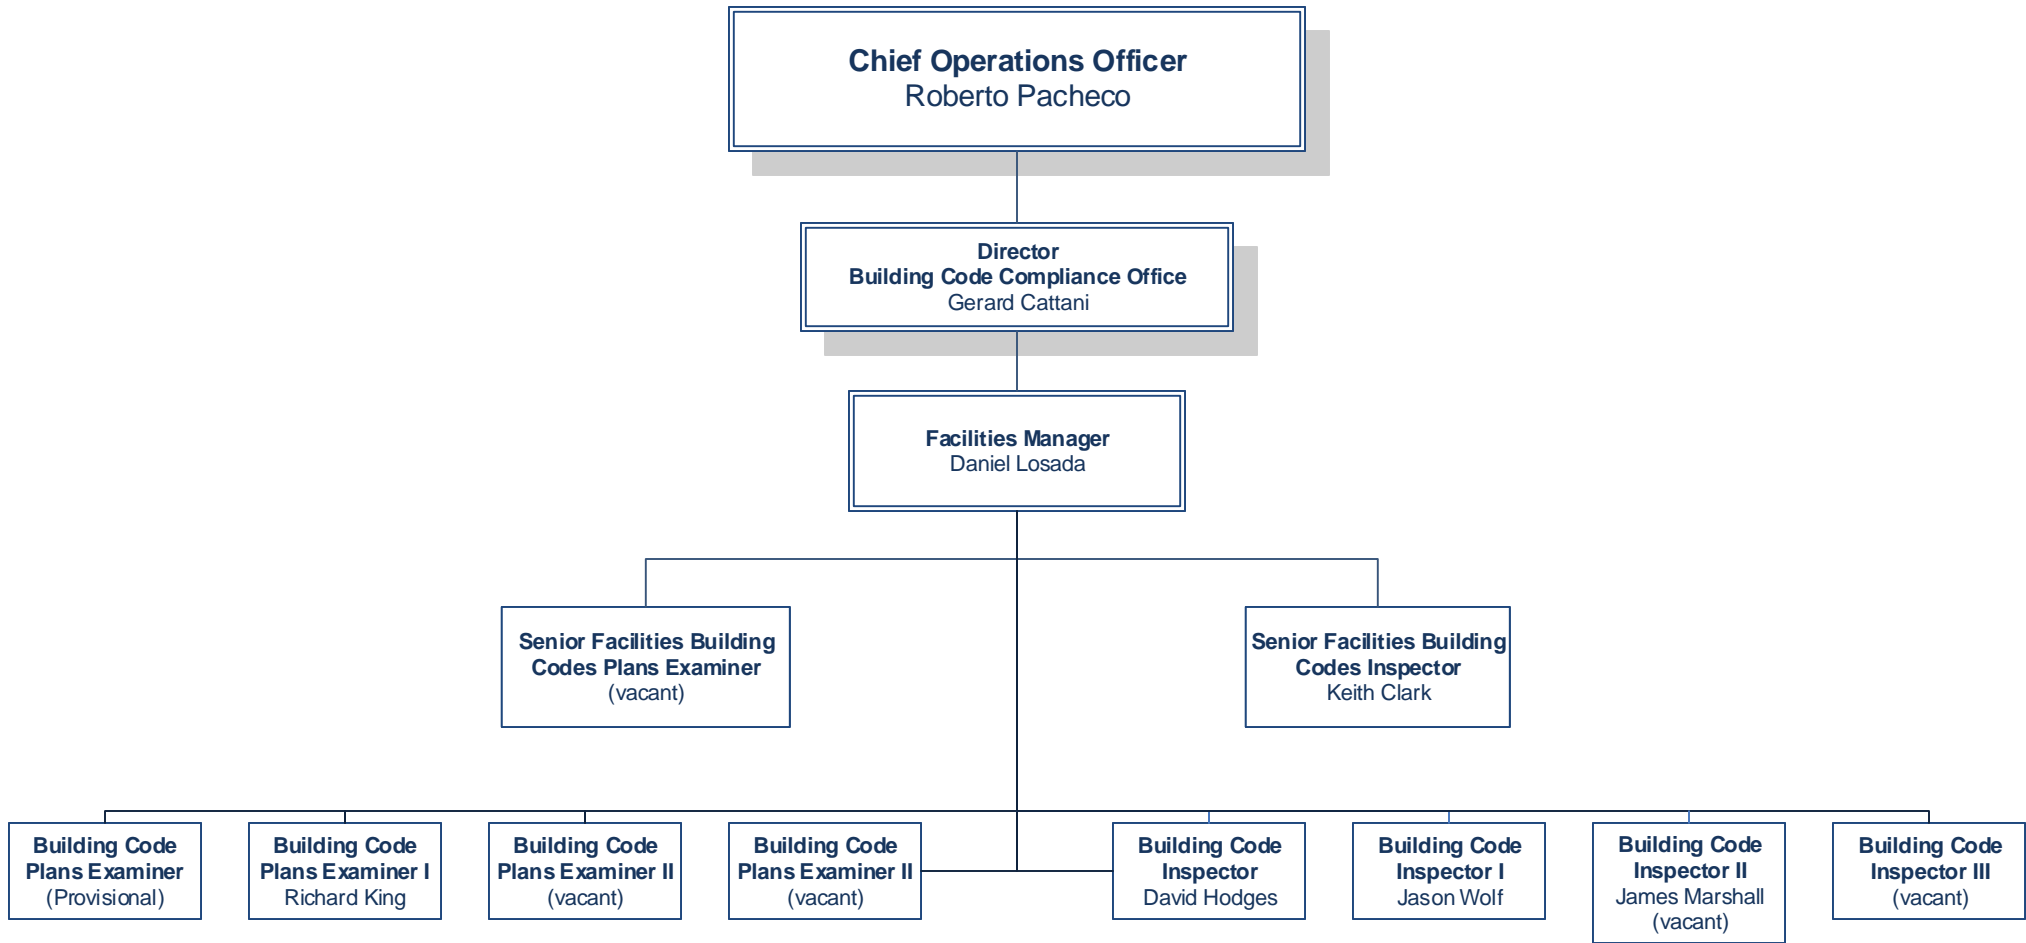 Chief Operations Officer
Roberto Pacheco
Director
Building Code Compliance Office
Gerard Cattani
Facilities Manager
Daniel Losada
Senior Facilities Building
Codes Plans Examiner
(vacant)
Senior Facilities Building
Codes Inspector
Keith Clark
Building Code
Plans Examiner
(Provisional)
Building Code
Plans Examiner I
Richard King
Building Code
Plans Examiner II
(vacant)
Building Code
Plans Examiner II
(vacant)
Building Code
Inspector
David Hodges
Building Code
Inspector I
Jason Wolf
Building Code
Inspector II
James Marshall
(vacant)
Building Code
Inspector III
(vacant)